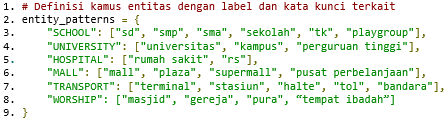 1. # Definisi kamus entitas dengan label dan kata kunci terkait
2. entity_patterns = {
3.     "SCHOOL": ["sd", "smp", "sma", "sekolah", "tk", "playgroup"],
4.     "UNIVERSITY": ["universitas", "kampus", "perguruan tinggi"],
5.     "HOSPITAL": ["rumah sakit", "rs"],
6.     "MALL": ["mall", "plaza", "supermall", "pusat perbelanjaan"],
7.     "TRANSPORT": ["terminal", "stasiun", "halte", "tol", "bandara"],
8.     "WORSHIP": ["masjid", "gereja", "pura", “tempat ibadah”]
9. }